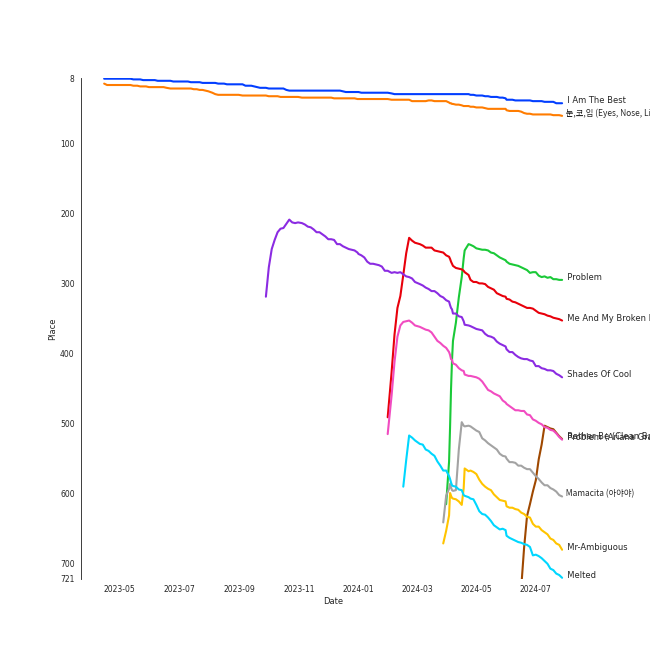 8
100
200
300
400
500
600
700
721
Place
2023-05
2023-07
2023-09
2023-11
2024-01
2024-03
2024-05
2024-07
Date
I Am The Best
눈,코,입 (Eyes, Nose, Li
Problem
Me And My Broken
Shades Of Cool
Mamacita (아야야)
Mr-Ambiguous
Melted